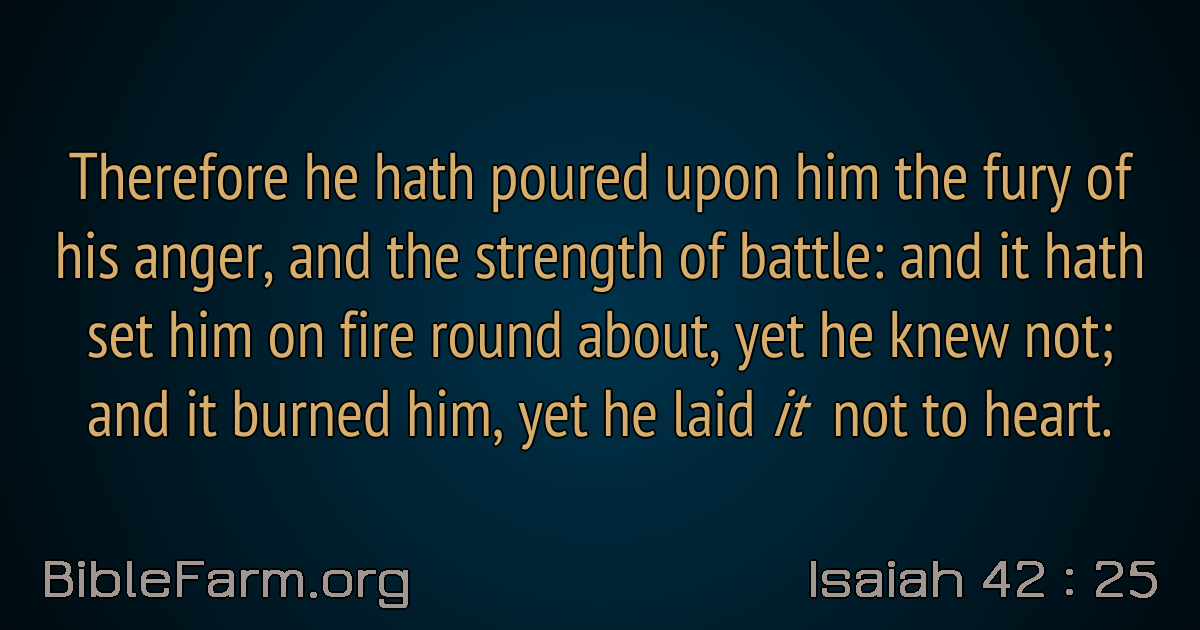 Therefore he hath poured upon him the fury of
his anger, and the strength of battle: and it hath
set him on fire round about, yet he knew not;
and it burned him, yet he laid it not to heart.
BibleFarm.org
Isaiah 42 : 25